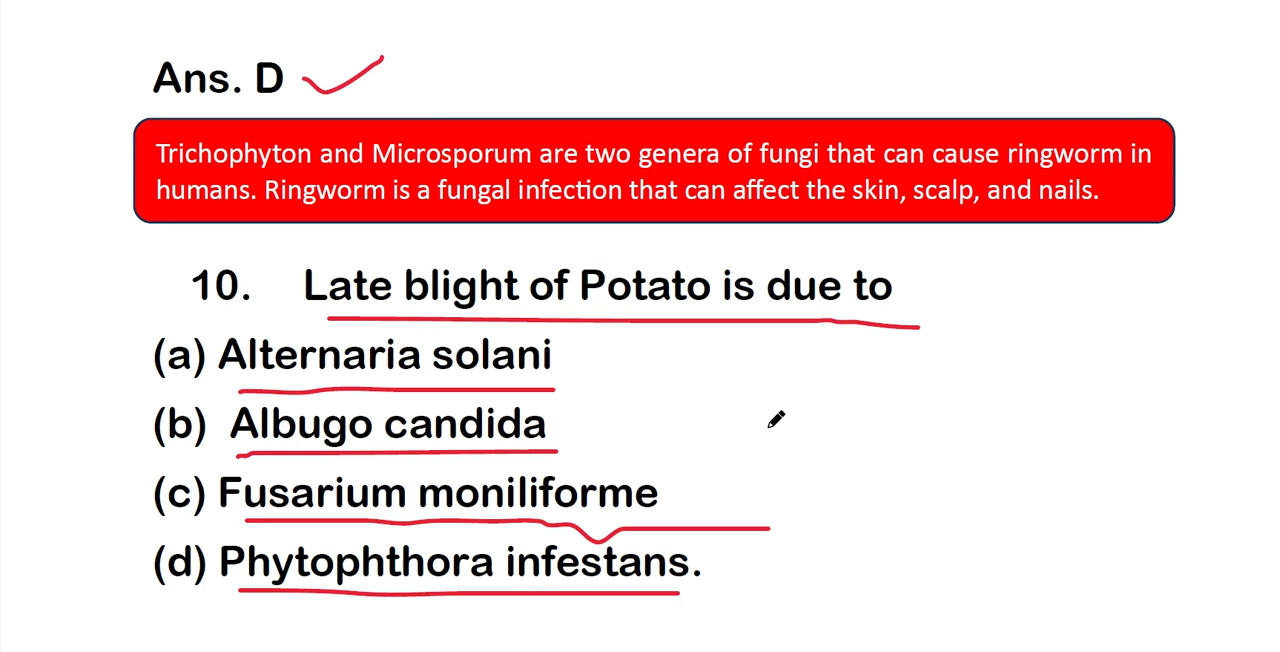 Ans. D
Trichophyton and Microsporum are two genera of fungi that can cause ringworm in
humans. Ringworm is a fungal infection that can affect the skin, scalp, and nails.
10. Late blight of Potato is due to
(a) Alternaria solani
(b) Albugo candida
(c) Fusarium moniliforme
(d) Phytophthora infestans.